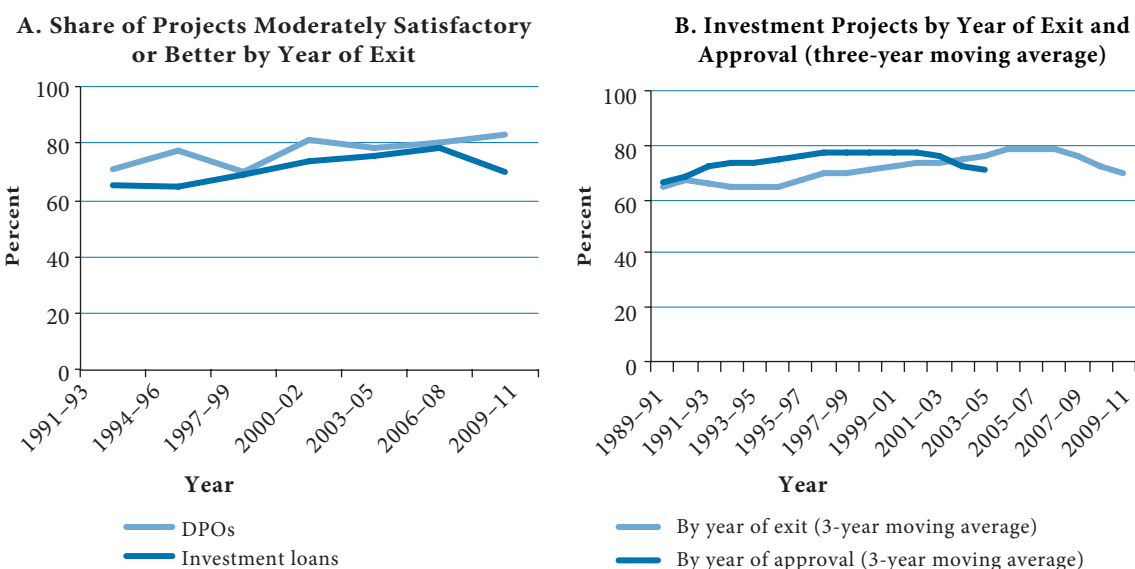 A. Share of Projects Moderately Satisfactory
or Better by Year of Exit
Percent
100
80
60
40
20
0
1991–93
1994–96
1997–99
2000–02
2003–05
2006–08
2009–11
Year
DPOs
Investment loans
B. Investment Projects by Year of Exit and
Approval (three-year moving average)
Percent
100
80
60
40
20
0
1989–91
1991–93
1993–95
1995–97
1997–99
1999–01
2001–03
2003–05
2005–07
2007–09
2009–11
Year
By year of exit (3-year moving average)
By year of approval (3-year moving average)